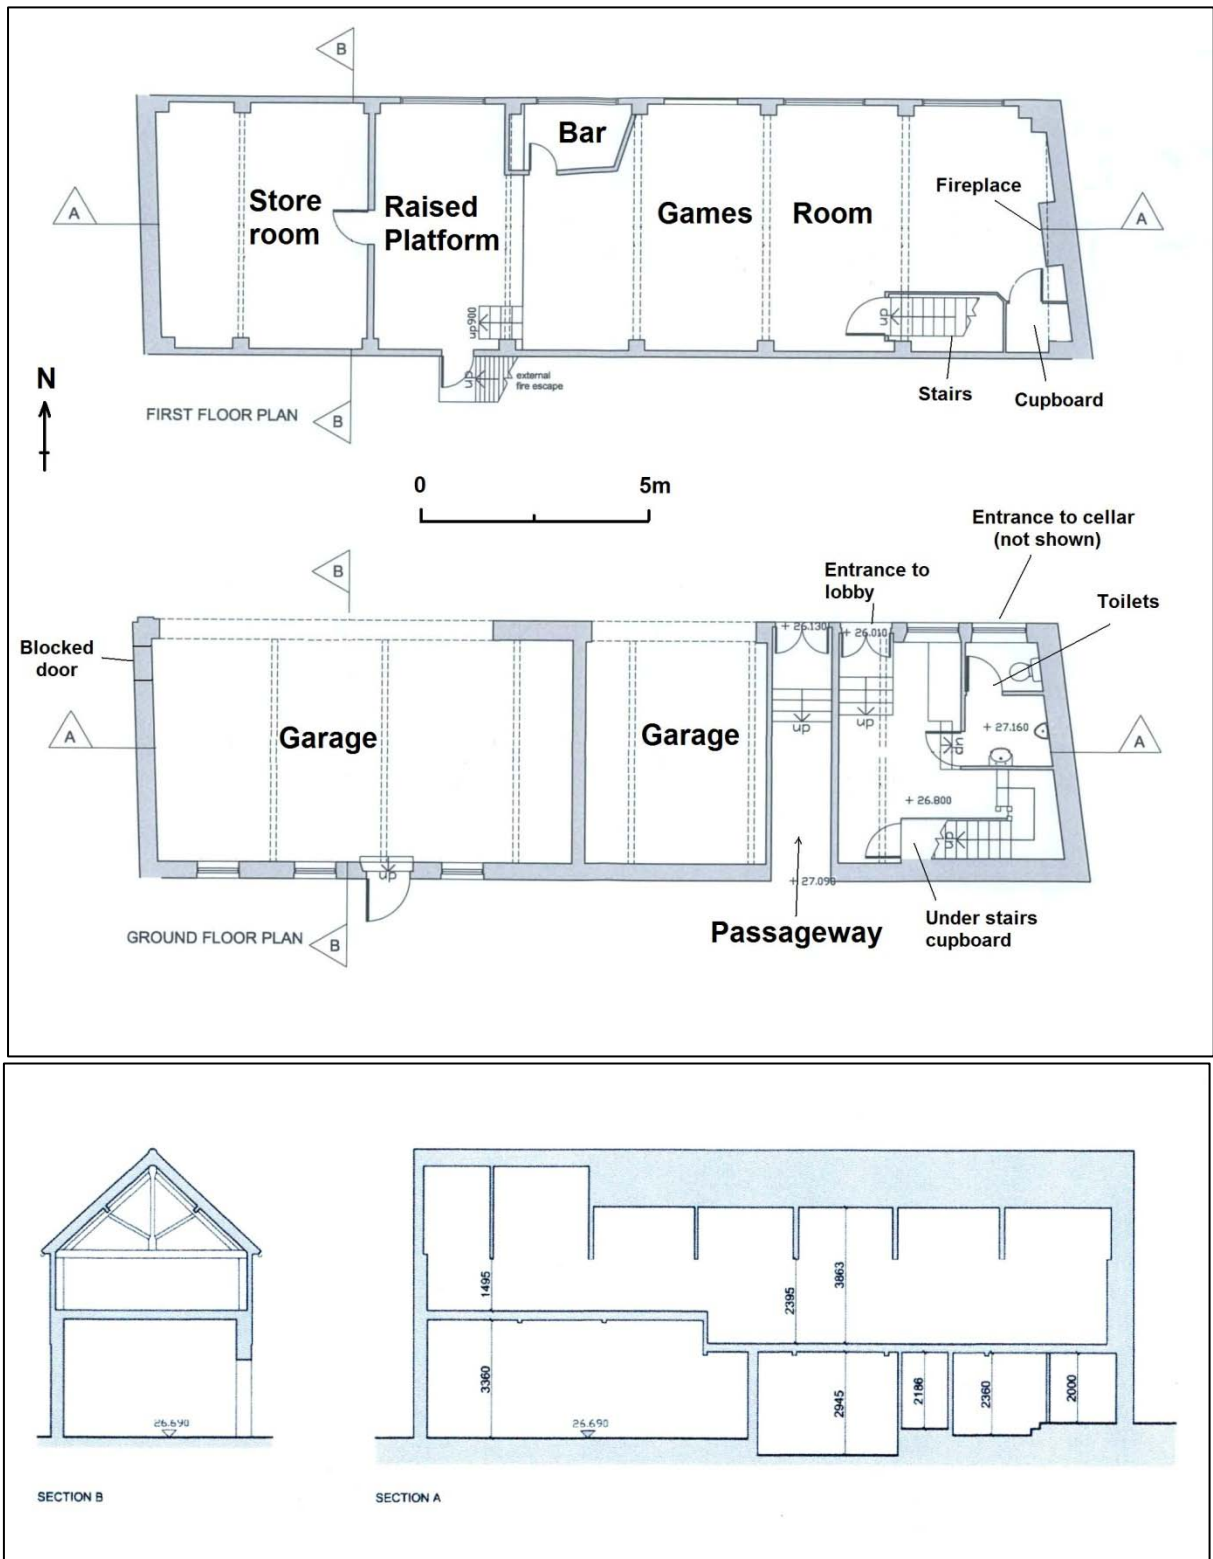 B
Bar
Store
room
Raised
Platform
Games
Room
Fireplace
A
A
up900
up
up
external
fire escape
Stairs
Cupboard
N
FIRST FLOOR PLAN
B
0
5m
Entrance to cellar
(not shown)
B
Entrance to
lobby
Toilets
+ 26.130
+ 26.010
Blocked
door
A
Garage
Garage
up
up
dn
+ 27.160
A
+ 26.800
up
up
+ 27.090
GROUND FLOOR PLAN
B
Passageway
Under stairs
cupboard
1495
2395
3863
3360
2945
2186
2360
2000
26.690
26.690
SECTION B
SECTION A